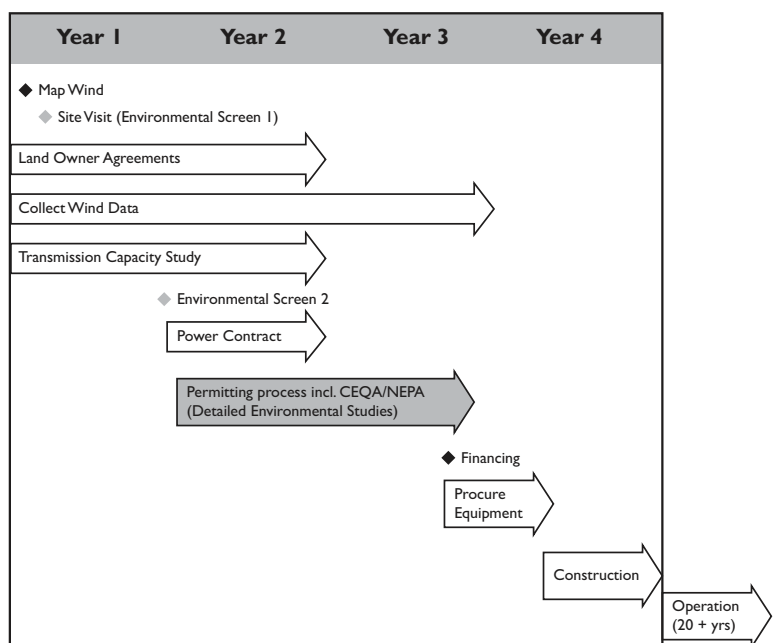 Year 1 Year 2 Year 3 Year 4
Map Wind
Site Visit (Environmental Screen 1)
Land Owner Agreements
Collect Wind Data
Transmission Capacity Study
Environmental Screen 2
Power Contract
Permitting process incl. CEQA/NEPA
(Detailed Environmental Studies)
Financing
Procure
Equipment
Construction
Operation
(20 + yrs)